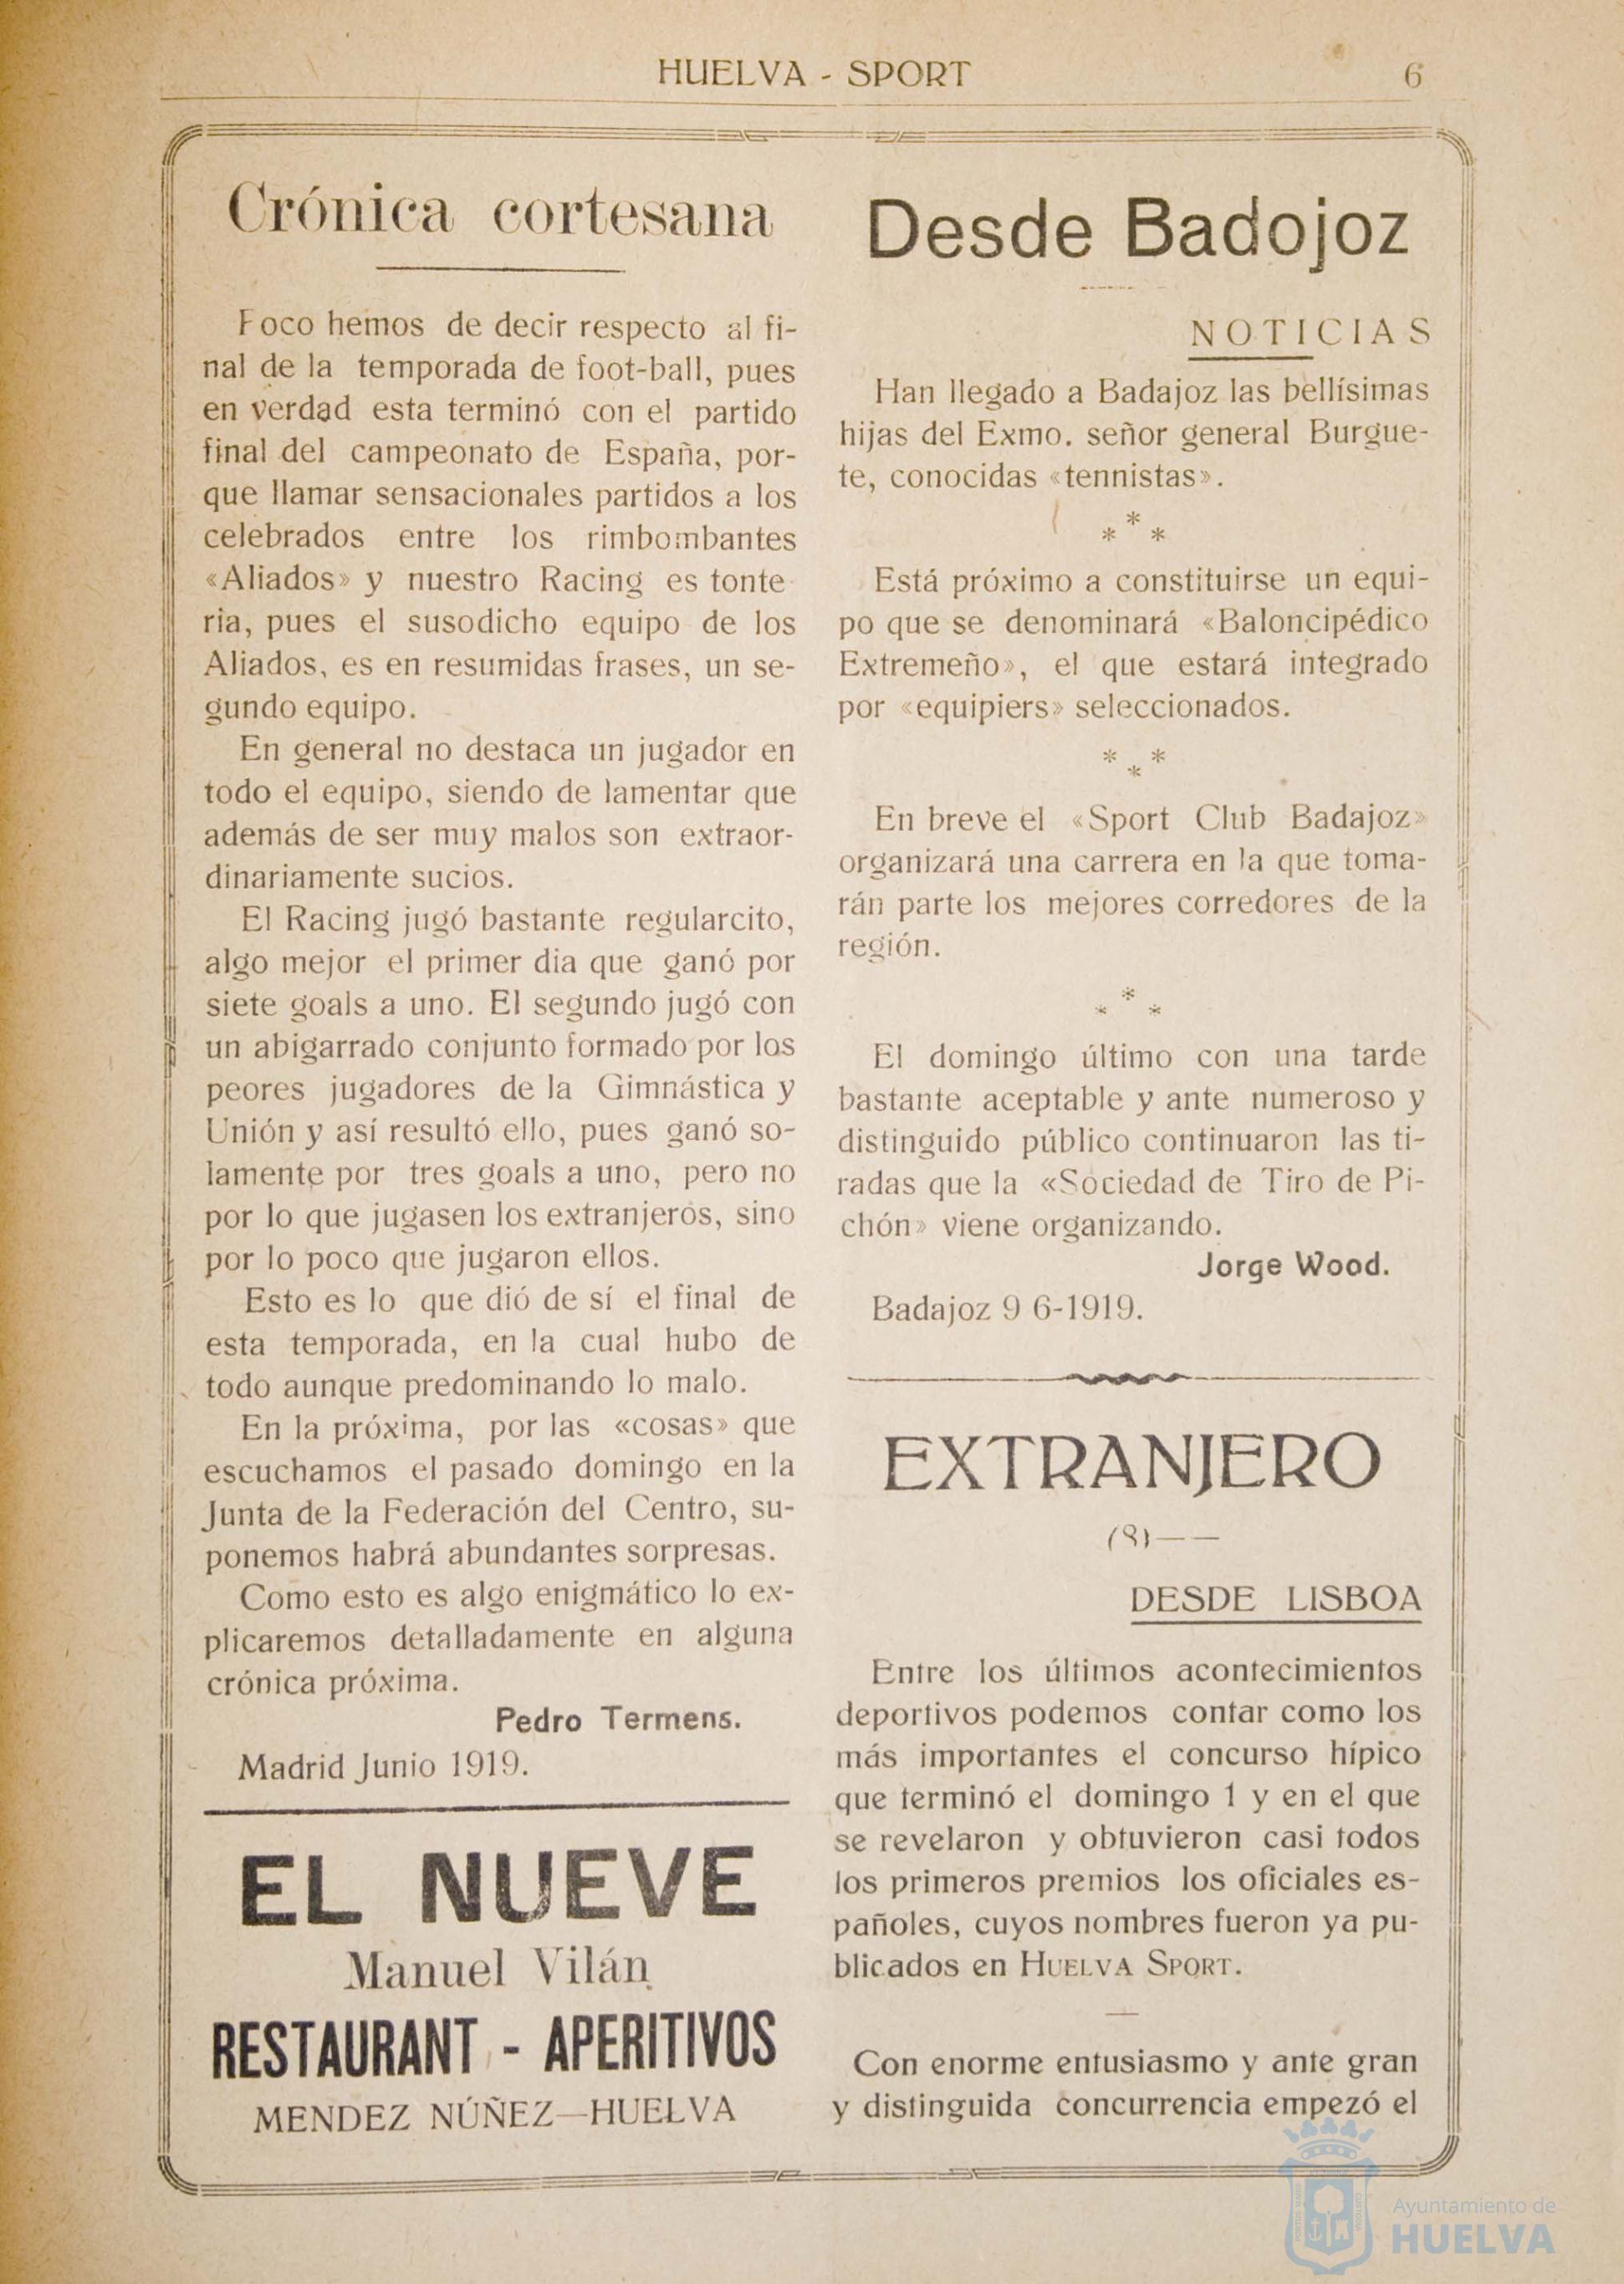 HUELVA - SPORT
6
Crónica cortesana
Foco hemos de decir respecto al fi-
nal de la temporada de foot-ball, pues
en verdad esta terminó con el partido
final del campeonato de España, por-
que llamar sensacionales partidos a los
celebrados entre los rimbombantes
«Aliados» y nuestro Racing es tonte
ria, pues el susodicho equipo de los
Aliados, es en resumidas frases, un se-
gundo equipo.
En general no destaca un jugador en
todo el equipo, siendo de lamentar que
además de ser muy malos son extraor-
dinariamente sucios.
El Racing jugó bastante regularcito,
algo mejor el primer dia que ganó por
siete goals a uno. El segundo jugó con
un abigarrado conjunto formado por los
peores jugadores de la Gimnástica y
Unión y así resultó ello, pues ganó so-
lamente por tres goals a uno, pero no
por lo que jugasen los extranjeros, sino
por lo poco que jugaron ellos.
Esto es lo que dió de sí el final de
esta temporada, en la cual hubo de
todo aunque predominando lo malo.
En la próxima, por las «cosas» que
escuchamos el pasado domingo en la
Junta de la Federación del Centro, su-
ponemos habrá abundantes sorpresas.
Como esto es algo enigmático lo ex-
plicaremos detalladamente en alguna
crónica próxima.
Pedro Termens.
Madrid Junio 1919.
EL NUEVE
Manuel Vilán
RESTAURANT - APERITIVOS
MENDEZ NÚÑEZ—HUELVA
Desde Badojoz
NOTICIAS
Han llegado a Badajoz las bellísimas
hijas del Exmo. señor general Burgue-
te, conocidas «tennistas».
* * *
Está próximo a constituirse un equi-
po que se denominará «Baloncipédico
Extremeño», el que estará integrado
por «equipiers» seleccionados.
* * *
En breve el «Sport Club Badajoz»
organizará una carrera en la que toma-
rán parte los mejores corredores de la
región.
* * *
El domingo último con una tarde
bastante aceptable y ante numeroso y
distinguido público continuaron las ti-
radas que la «Sociedad de Tiro de Pi-
chón» viene organizando.
Jorge Wood.
Badajoz 9 6-1919.
EXTRANJERO
(8)——
DESDE LISBOA
Entre los últimos acontecimientos
deportivos podemos contar como los
más importantes el concurso hípico
que terminó el domingo 1 y en el que
se revelaron y obtuvieron casi todos
los primeros premios los oficiales es-
pañoles, cuyos nombres fueron ya pu-
blicados en HUELVA SPORT.
Con enorme entusiasmo y ante gran
y distinguida concurrencia empezó el
Ayuntamiento de
HUELVA